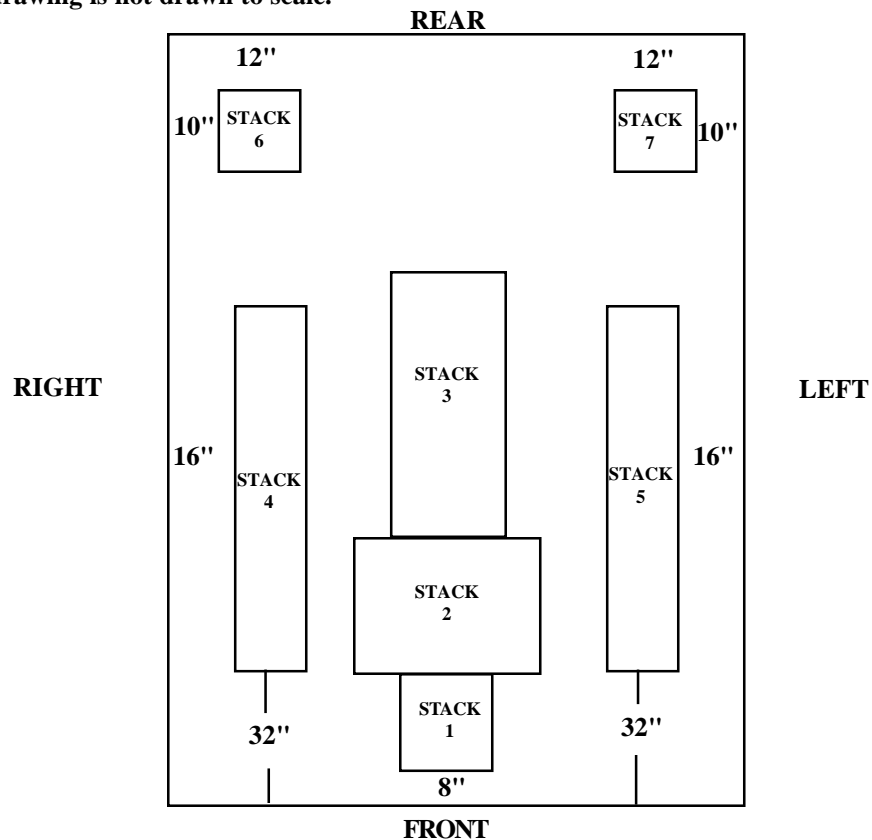 drawing is not drawn to scale.
REAR
12" 12"
10" STACK 6 STACK 7 10"
RIGHT STACK 3 LEFT
16" STACK 4 STACK 5 16"
STACK 2
STACK 1
32" 32"
8"
FRONT